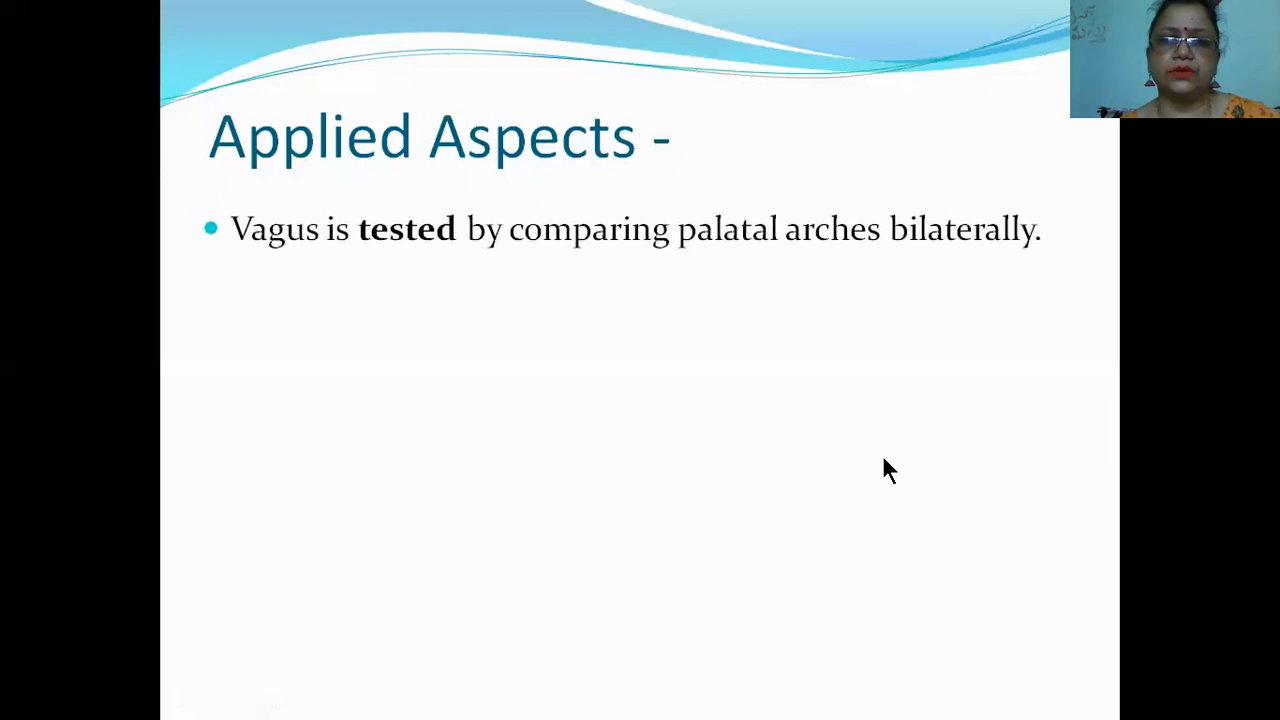 Applied Aspects -
• Vagus is tested by comparing palatal arches bilaterally.